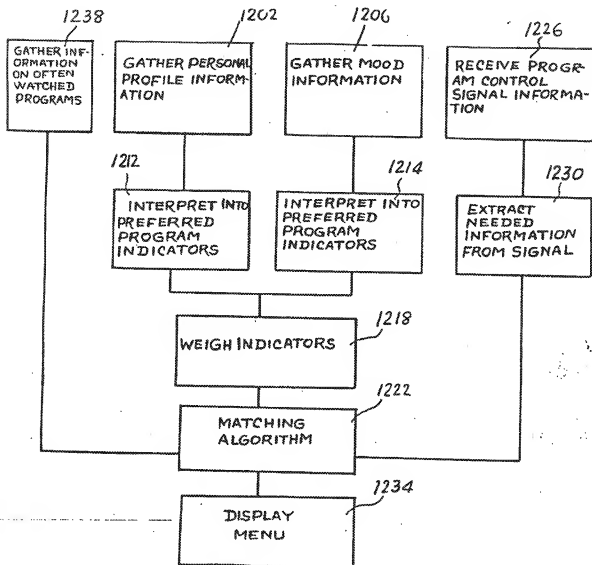 1238
1202
1206
1226
GATHER INF-
ORMATION
ON OFTEN
WATCHED
PROGRAMS
GATHER PERSONAL
PROFILE INFORM-
ATION
GATHER MOOD
INFORMATION
RECEIVE PROGR-
AM CONTROL
SIGNAL INFORMA-
TION
1212
1214
1230
INTERPRET INTO
PREFERRED
PROGRAM
INDICATORS
INTERPRET INTO
PREFERRED
PROGRAM
INDICATORS
EXTRACT
NEEDED
INFORMATION
FROM SIGNAL
1218
WEIGH INDICATORS
1222
MATCHING
ALGORITHM
1234
DISPLAY
MENU